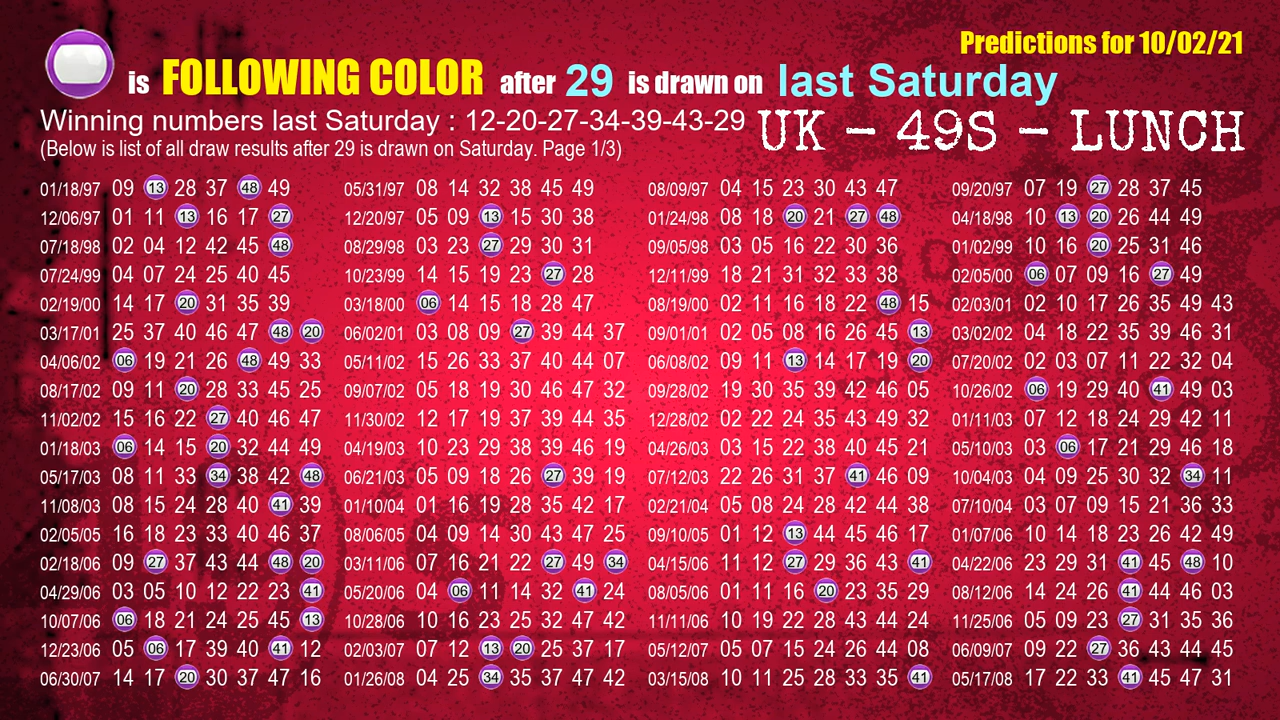 Predictions for 10/02/21
is FOLLOWING COLOR after 29 is drawn on last Saturday
Winning numbers last Saturday : 12-20-27-34-39-43-29
UK - 49S - LUNCH
(Below is list of all draw results after 29 is drawn on Saturday. Page 1/3)
01/18/97 09 13 28 37 48 49 05/31/97 08 14 32 38 45 49 08/09/97 04 15 23 30 43 47 09/20/97 07 19 27 28 37 45
12/06/97 01 11 13 16 17 27 12/20/97 05 09 13 15 30 38 01/24/98 08 18 20 21 27 48 04/18/98 10 13 20 26 44 49
07/18/98 02 04 12 42 45 48 08/29/98 03 23 27 29 30 31 09/05/98 03 05 16 22 30 36 01/02/99 10 16 20 25 31 46
07/24/99 04 07 24 25 40 45 10/23/99 14 15 19 23 27 28 12/11/99 18 21 31 32 33 38 02/05/00 06 07 09 16 27 49
02/19/00 14 17 20 31 35 39 03/18/00 06 14 15 18 28 47 08/19/00 02 11 16 18 22 48 15 02/03/01 02 10 17 26 35 49 43
03/17/01 25 37 40 46 47 48 20 06/02/01 03 08 09 27 39 44 37 09/01/01 02 05 08 16 26 45 13 03/02/02 04 18 22 35 39 46 31
04/06/02 06 19 21 26 48 49 33 05/11/02 15 26 33 37 40 44 07 06/08/02 09 11 13 14 17 19 20 07/20/02 02 03 07 11 22 32 04
08/17/02 09 11 20 28 33 45 25 09/07/02 05 18 19 30 46 47 32 09/28/02 19 30 35 39 42 46 05 10/26/02 06 19 29 40 41 49 03
11/02/02 15 16 22 27 40 46 47 11/30/02 12 17 19 37 39 44 35 12/28/02 02 22 24 35 43 49 32 01/11/03 07 12 18 24 29 42 11
01/18/03 06 14 15 20 32 44 49 04/19/03 10 23 29 38 39 46 19 04/26/03 03 15 22 38 40 45 21 05/10/03 03 06 17 21 29 46 18
05/17/03 08 11 33 34 38 42 48 06/21/03 05 09 18 26 27 39 19 07/12/03 22 26 31 37 41 46 09 10/04/03 04 09 25 30 32 34 11
11/08/03 08 15 24 28 40 41 39 01/10/04 01 16 19 28 35 42 17 02/21/04 05 08 24 28 42 44 38 07/10/04 03 07 09 15 21 36 33
02/05/05 16 18 23 33 40 46 37 08/06/05 04 09 14 30 43 47 25 09/10/05 01 12 13 44 45 46 17 01/07/06 10 14 18 23 26 42 49
02/18/06 09 27 37 43 44 48 20 03/11/06 07 16 21 22 27 49 34 04/15/06 11 12 27 29 36 43 41 04/22/06 23 29 31 41 45 48 10
04/29/06 03 05 10 12 22 23 41 05/20/06 04 06 11 14 32 41 24 08/05/06 01 11 16 20 23 35 29 08/12/06 14 24 26 41 44 46 03
10/07/06 06 18 21 24 25 45 13 10/28/06 10 16 23 25 32 47 42 11/11/06 10 19 22 28 43 44 24 11/25/06 05 09 23 27 31 35 36
12/23/06 05 06 17 39 40 41 12 02/03/07 07 12 13 20 25 37 17 05/12/07 05 07 15 24 26 44 08 06/09/07 09 22 27 36 43 44 45
06/30/07 14 17 20 30 37 47 16 01/26/08 04 25 34 35 37 47 42 03/15/08 10 11 25 28 33 35 41 05/17/08 17 22 33 41 45 47 31